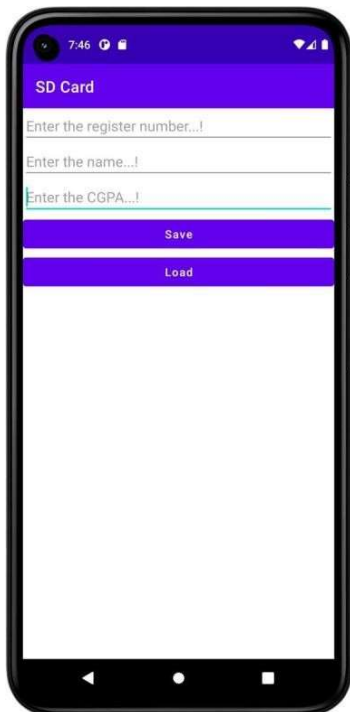 7:46
SD Card
Enter the register number...!
Enter the name...!
Enter the CGPA...!
Save
Load